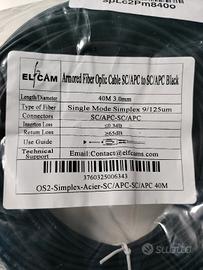 spLc2Pm8400
ELFCAM
Armored Fiber Optic Cable SC/APC to SC/APC Black
Length/Diameter 40M 3.0mm
Type of Fiber Single Mode Simplex 9/125um
Connectors SC/APC-SC/APC
Insertion Loss ≤0.3dB
Return Loss ≥65dB
Use Guide
Technical Support Email:Contact@elfcam.com
3760325006343
OS2-Simplex-Acier-SC/APC-SC/APC 40M
subito